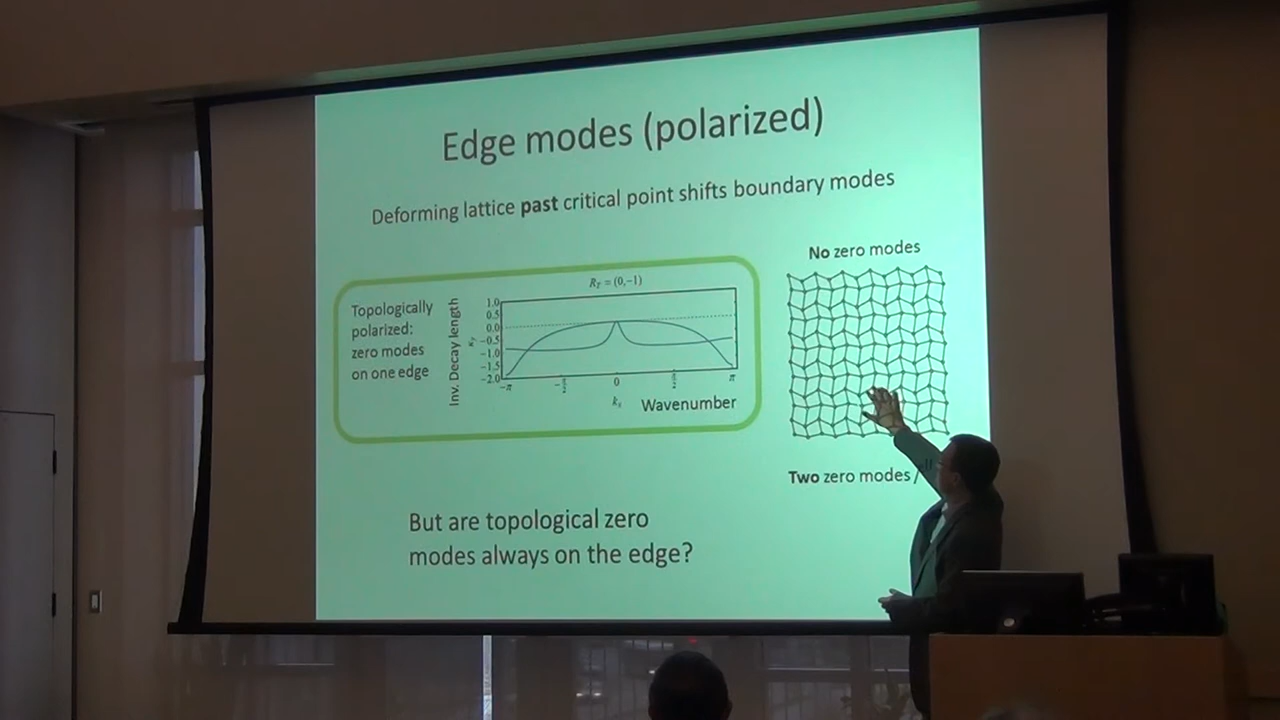 Edge modes (polarized)
Deforming lattice past critical point shifts boundary modes
No zero modes
Topologically
polarized:
zero modes
on one edge
Inv. Decay length
R_T = (0,-1)
1.0
0.5
0.0
-0.5
-1.0
-1.5
-2.0
-π
-π/2
0
π/2
π
k_x
Wavenumber
Two zero modes /
But are topological zero
modes always on the edge?